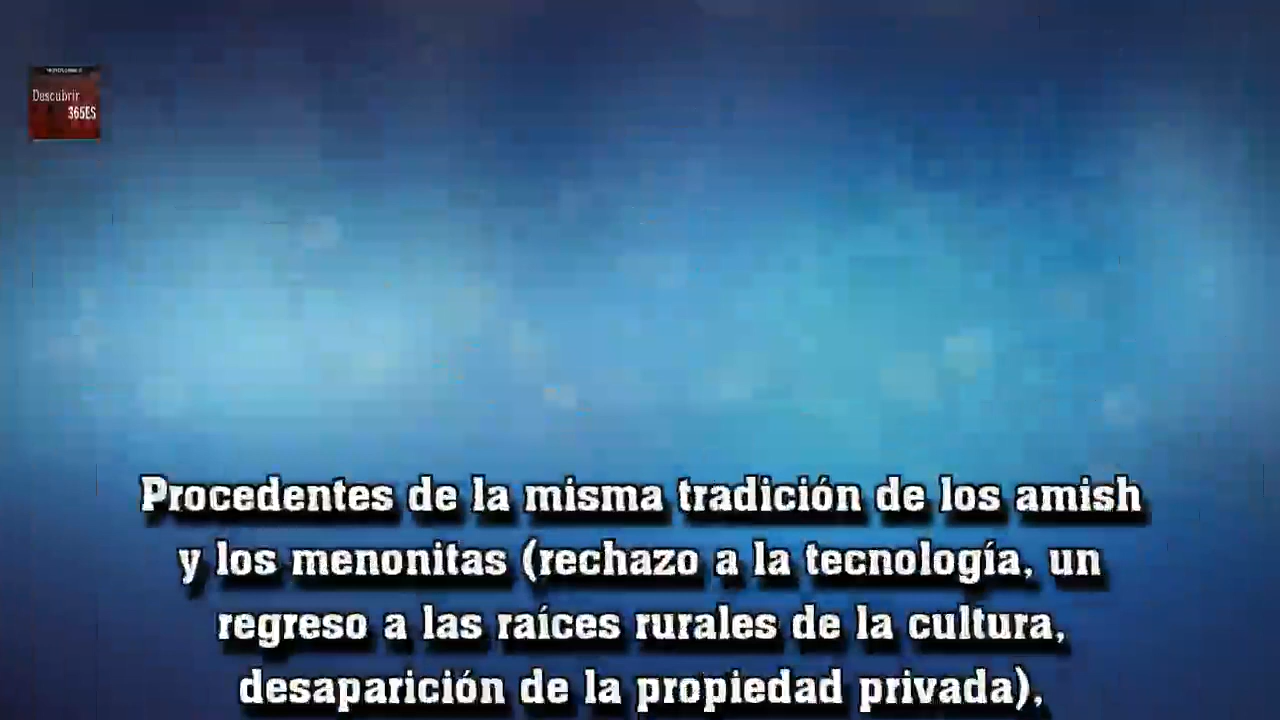 Descubrir
365ES
Procedentes de la misma tradición de los amish
y los menonitas (rechazo a la tecnología, un
regreso a las raíces rurales de la cultura,
desaparición de la propiedad privada),